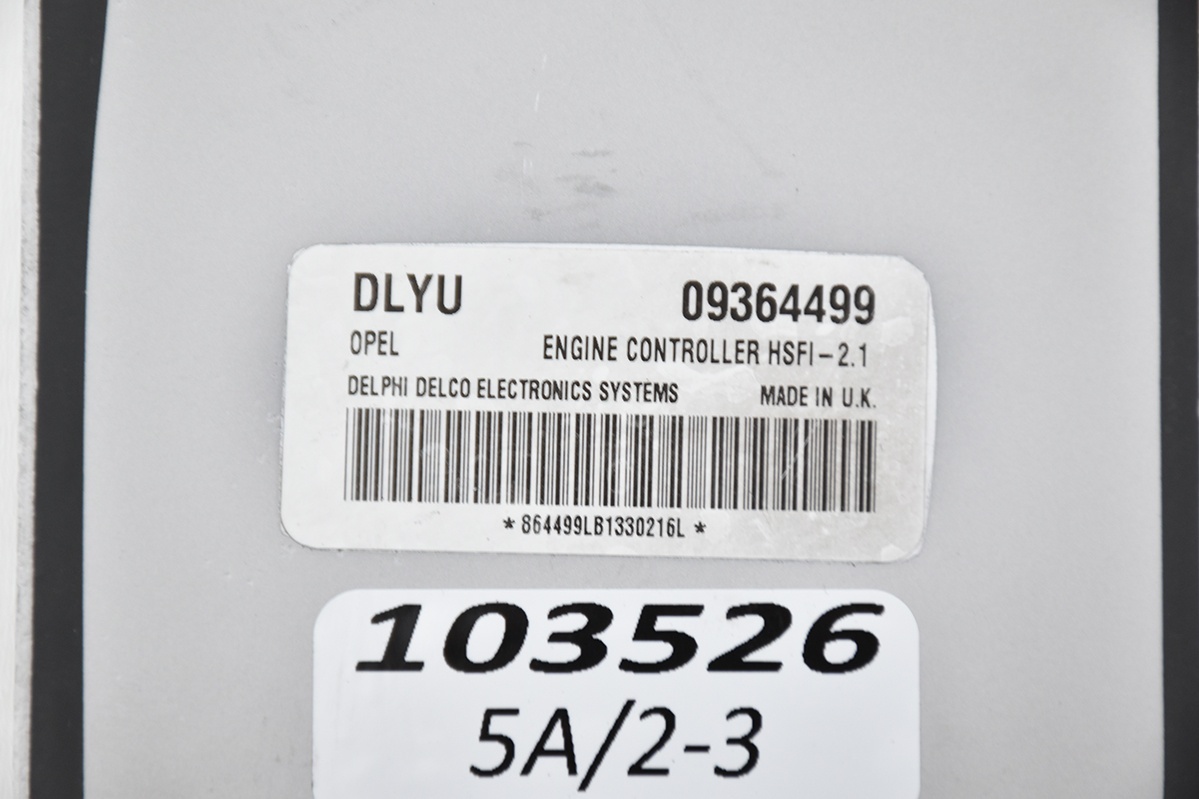 DLYU 09364499
OPEL ENGINE CONTROLLER HSFI-2.1
DELPHI DELCO ELECTRONICS SYSTEMS MADE IN U.K.
*864499LB1330216L*
103526
5A/2-3